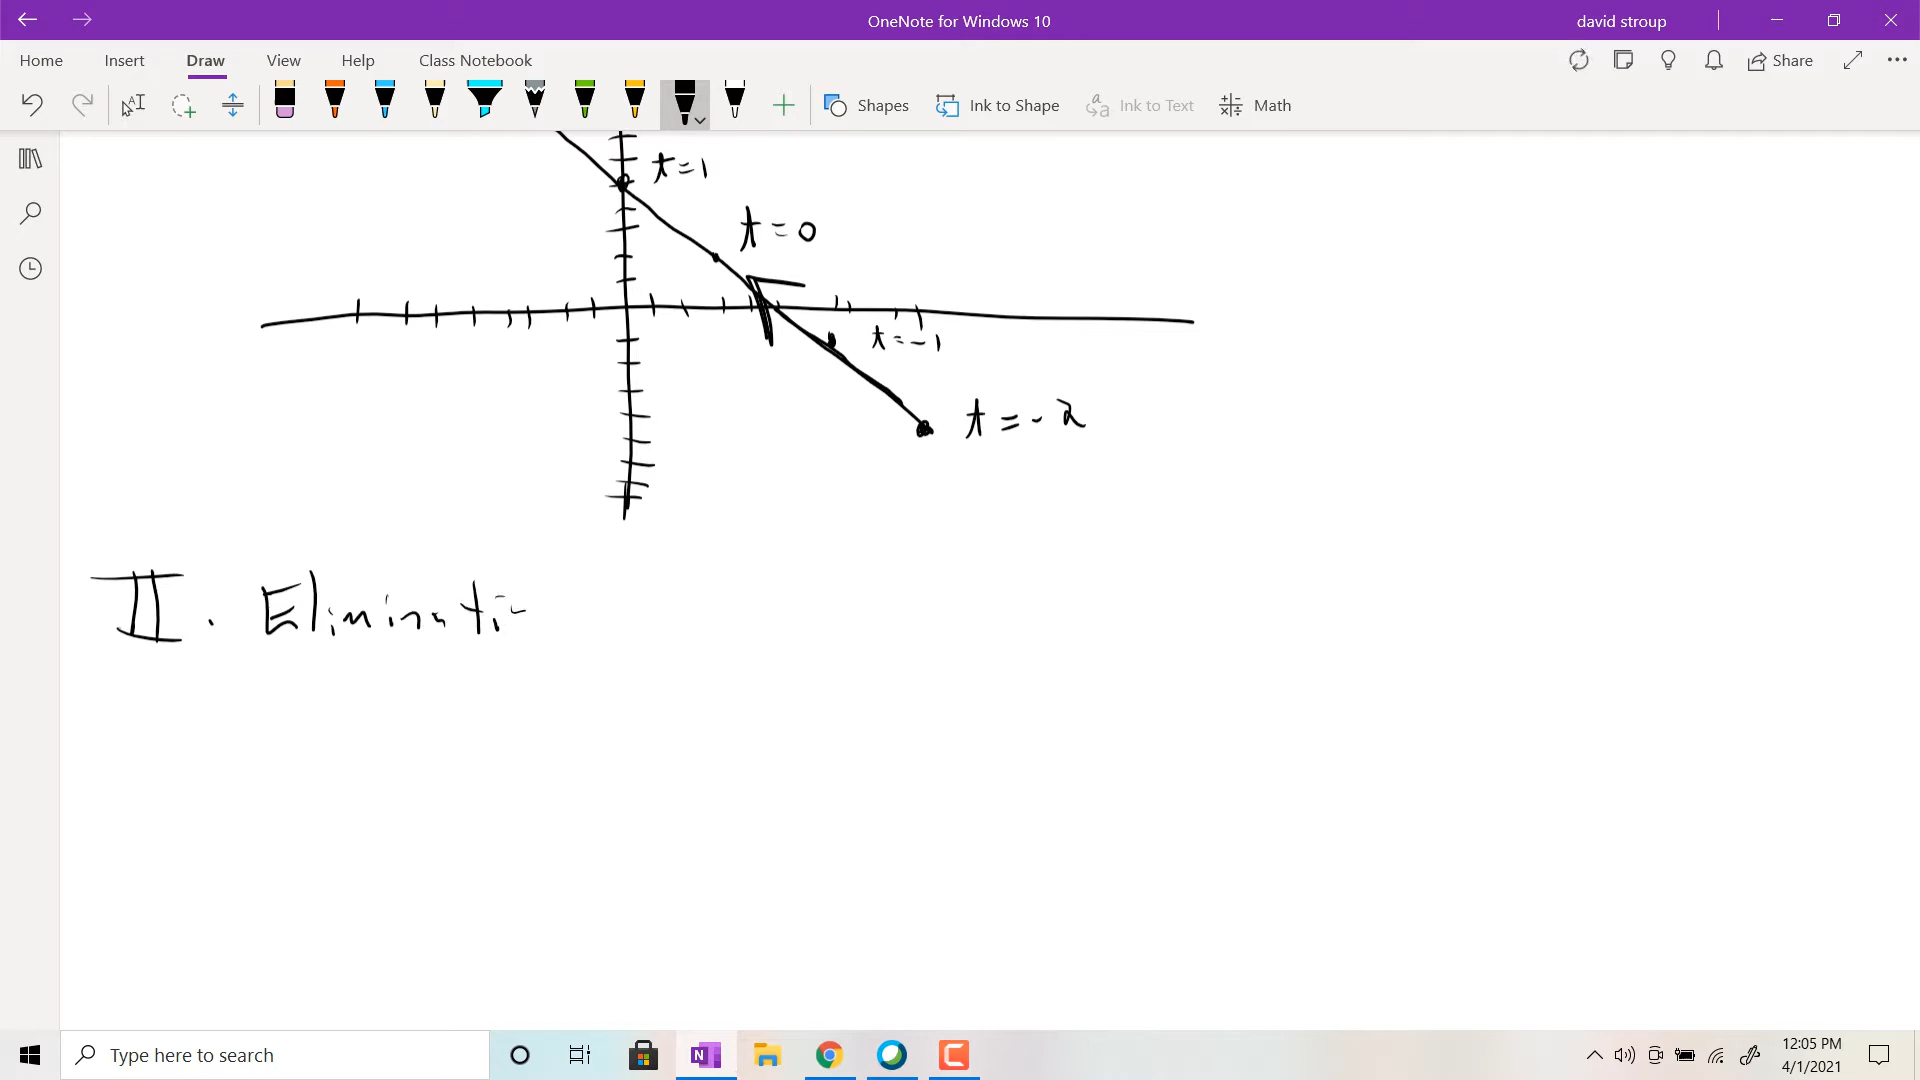 OneNote for Windows 10
david stroup
Home Insert Draw View Help Class Notebook
Share
Shapes Ink to Shape Ink to Text Math
t=1
t=0
t=-1
t=-2
II. Eliminati
Type here to search
12:05 PM
4/1/2021